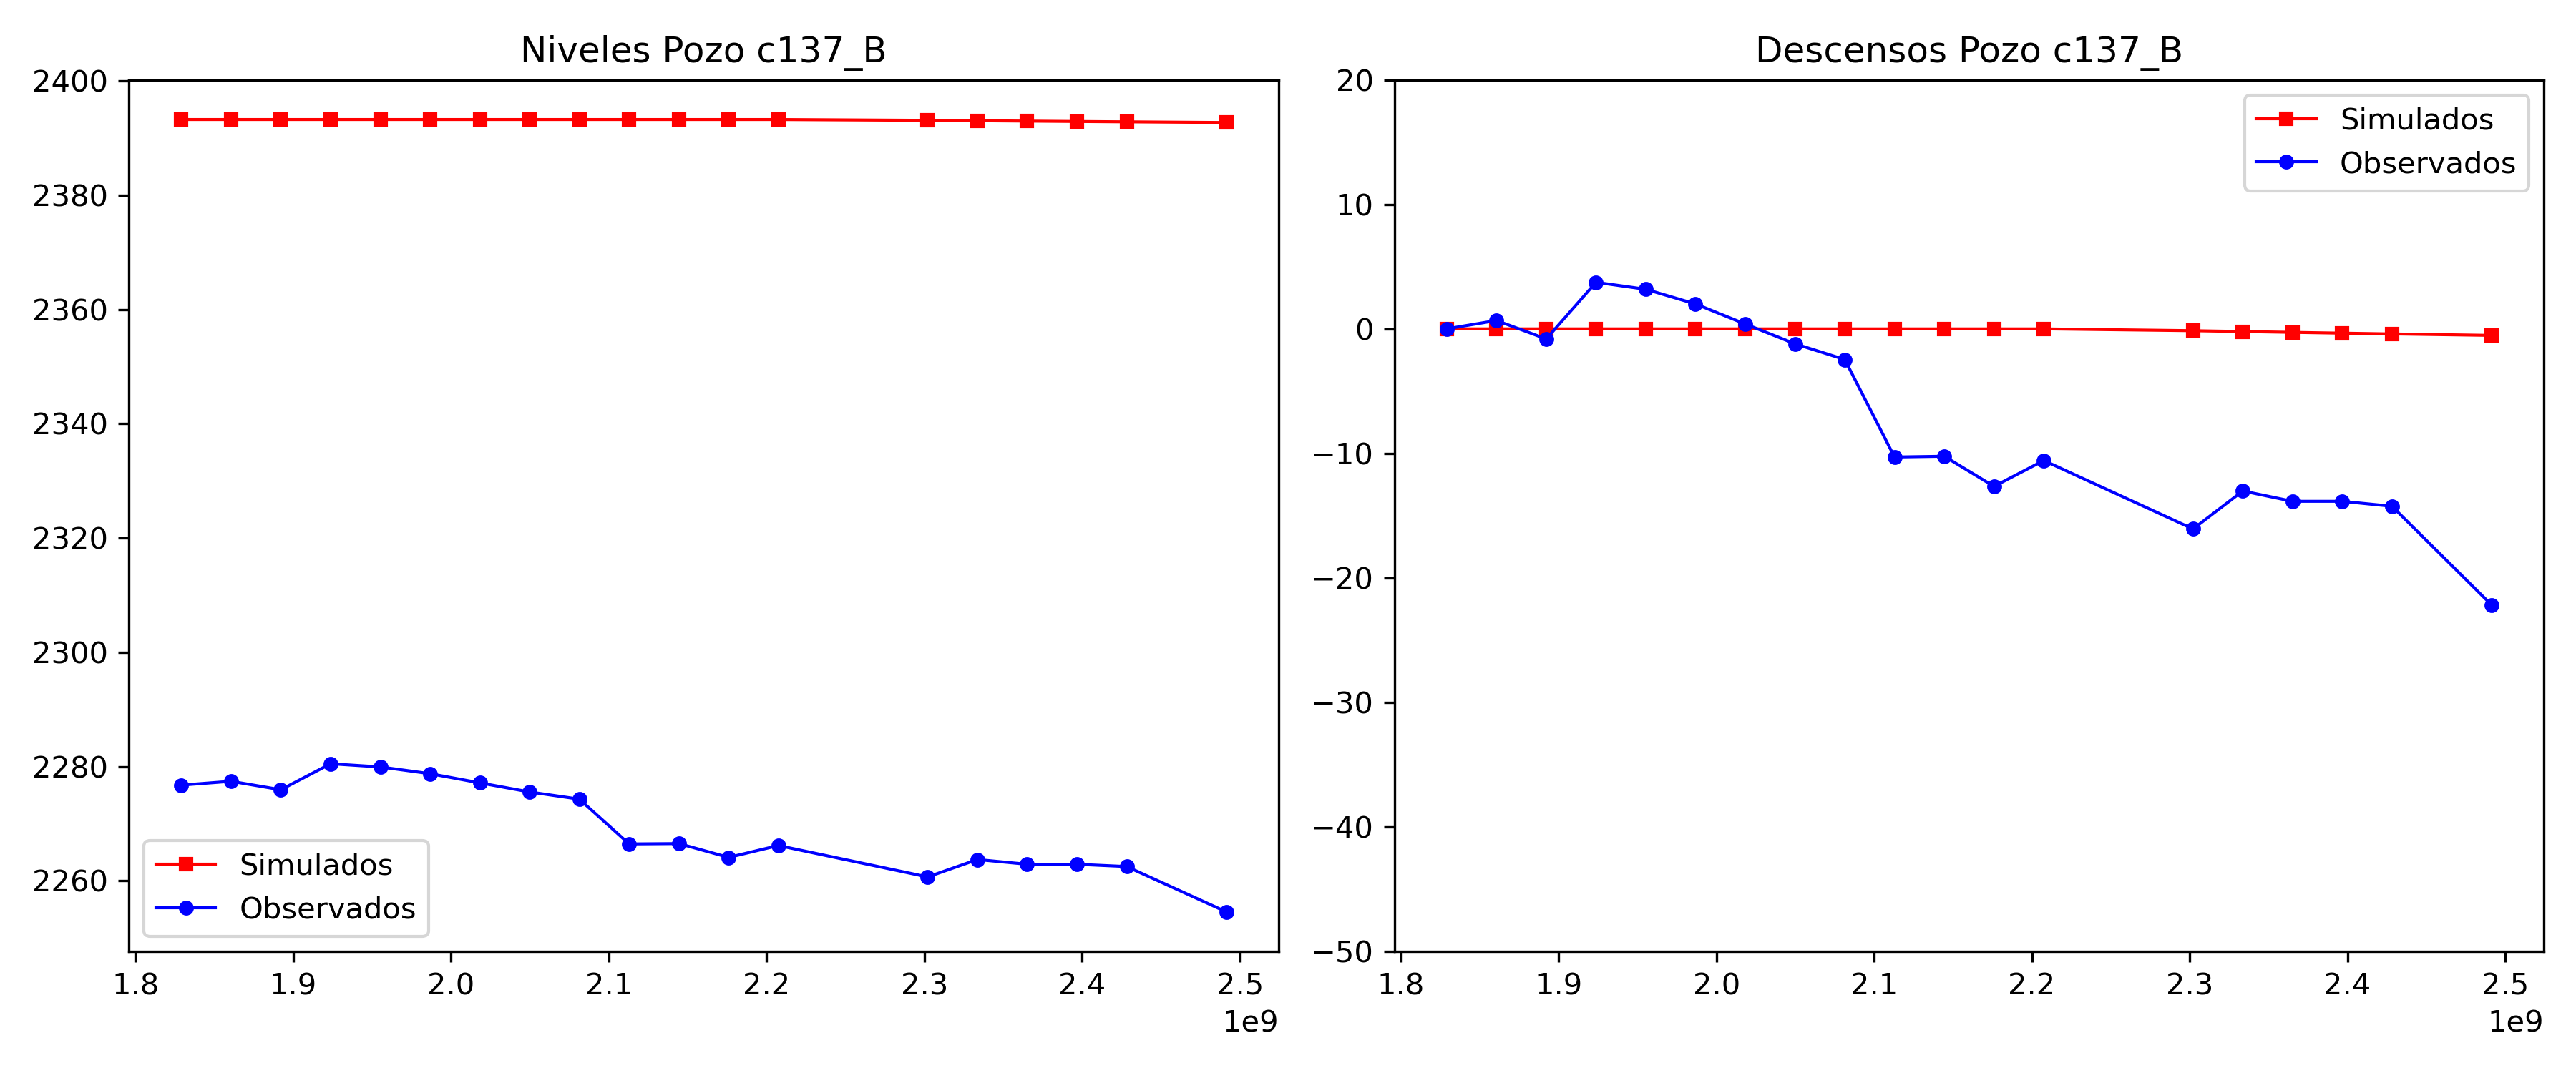 Niveles Pozo c137_B
2400
2380
2360
2340
2320
2300
2280
2260
Simulados
Observados
1.8 1.9 2.0 2.1 2.2 2.3 2.4 2.5
1e9
Descensos Pozo c137_B
20
10
0
−10
−20
−30
−40
−50
Simulados
Observados
1.8 1.9 2.0 2.1 2.2 2.3 2.4 2.5
1e9